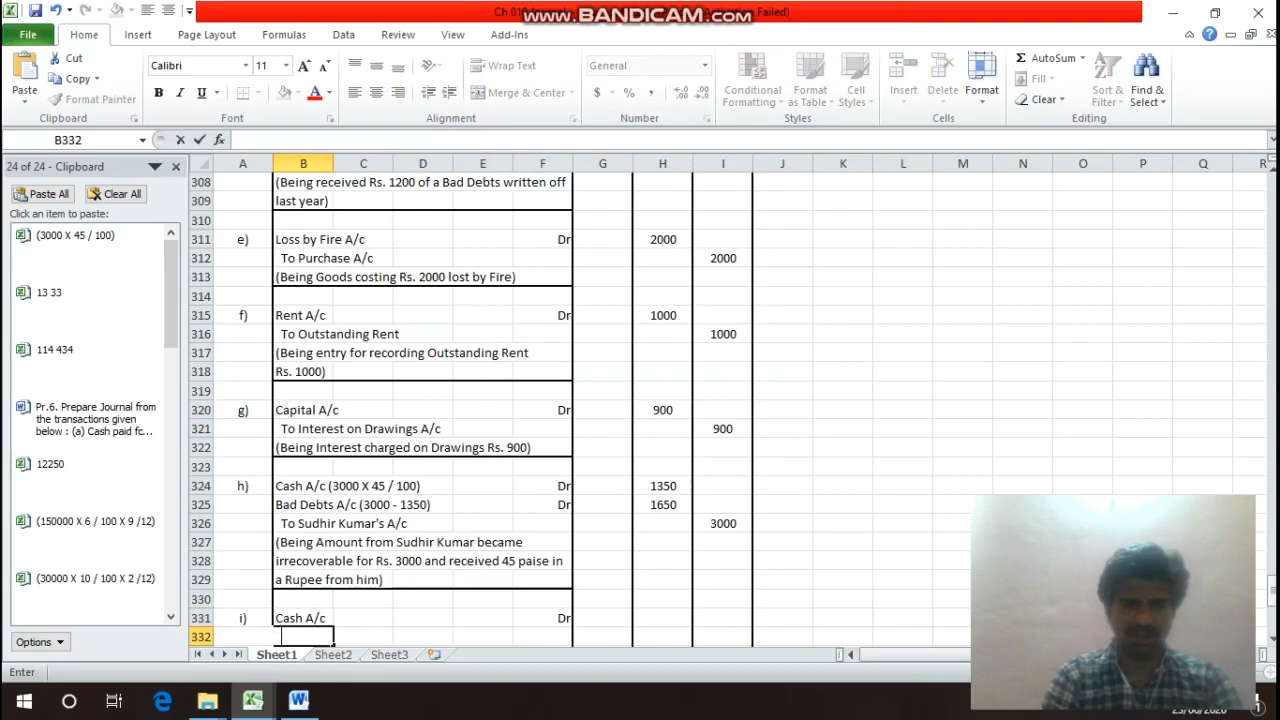 Ch 01
Activation Failed)
www.BANDICAM.com
File Home Insert Page Layout Formulas Data Review View Add-Ins
Paste
Cut
Copy
Format Painter
Clipboard
Calibri 11 A A
B I U A
Font
Wrap Text
Merge & Center
Alignment
General
$ % ,
Number
Conditional Formatting
Format as Table
Cell Styles
Styles
Insert Delete Format
Cells
Σ AutoSum
Fill
Clear
Sort & Filter
Find & Select
Editing
B332 fx
24 of 24 - Clipboard
Paste All Clear All
Click an item to paste:
(3000 X 45 / 100)
13 33
114 434
Pr.6. Prepare Journal from
the transactions given
below : (a) Cash paid fc...
12250
(150000 X 6 / 100 X 9 /12)
(30000 X 10 / 100 X 2 /12)
Options
A B C D E F G H I J K L M N O P Q R
308 (Being received Rs. 1200 of a Bad Debts written off
309 last year)
310
311 e) Loss by Fire A/c Dr 2000
312 To Purchase A/c 2000
313 (Being Goods costing Rs. 2000 lost by Fire)
314
315 f) Rent A/c Dr 1000
316 To Outstanding Rent 1000
317 (Being entry for recording Outstanding Rent
318 Rs. 1000)
319
320 g) Capital A/c Dr 900
321 To Interest on Drawings A/c 900
322 (Being Interest charged on Drawings Rs. 900)
323
324 h) Cash A/c (3000 X 45 / 100) Dr 1350
325 Bad Debts A/c (3000 - 1350) Dr 1650
326 To Sudhir Kumar's A/c 3000
327 (Being Amount from Sudhir Kumar became
328 irrecoverable for Rs. 3000 and received 45 paise in
329 a Rupee from him)
330
331 i) Cash A/c Dr
332
Sheet1 Sheet2 Sheet3
Enter